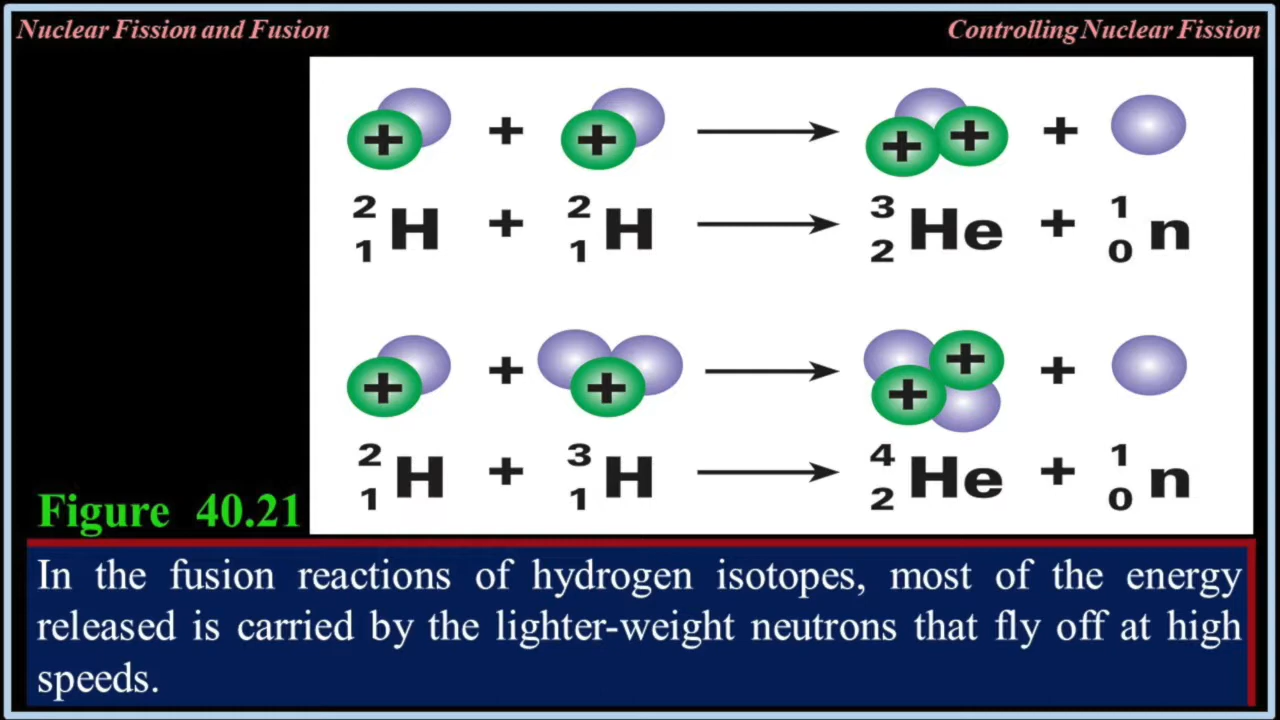 Nuclear Fission and Fusion
Controlling Nuclear Fission
+ + + → + + +
²₁H + ²₁H → ³₂He + ¹₀n
+ + + → + + +
²₁H + ³₁H → ⁴₂He + ¹₀n
Figure 40.21
In the fusion reactions of hydrogen isotopes, most of the energy
released is carried by the lighter-weight neutrons that fly off at high
speeds.